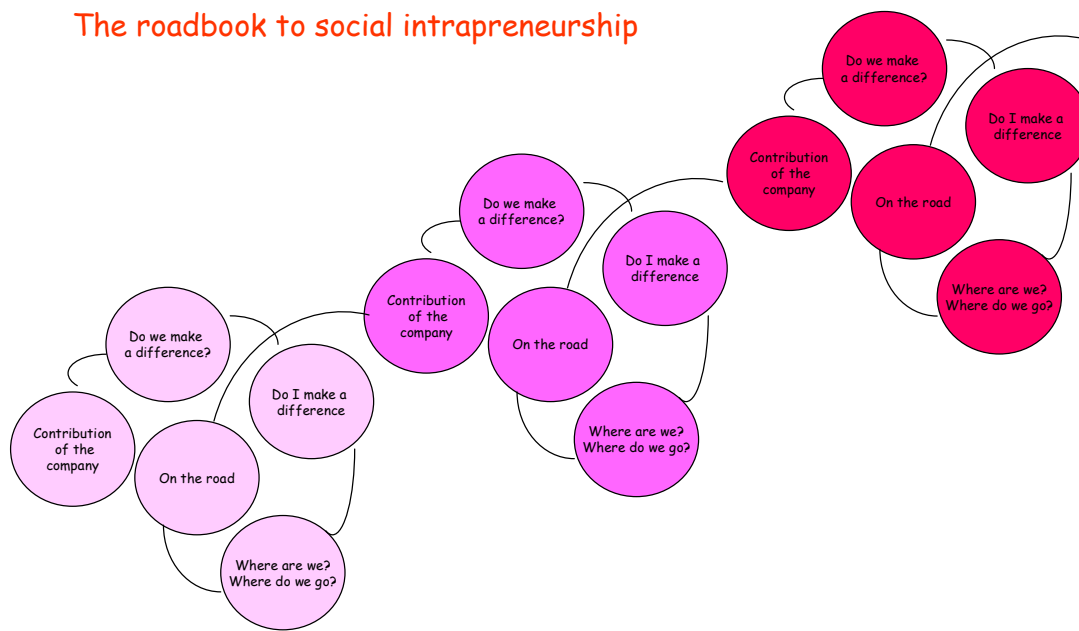 The roadbook to social intrapreneurship
Contribution
of the
company
Do we make
a difference?
Do I make a
difference
Where are we?
Where do we go?
On the road
Contribution
of the
company
Do we make
a difference?
Do I make a
difference
Where are we?
Where do we go?
On the road
Contribution
of the
company
Do we make
a difference?
Do I make a
difference
Where are we?
Where do we go?
On the road